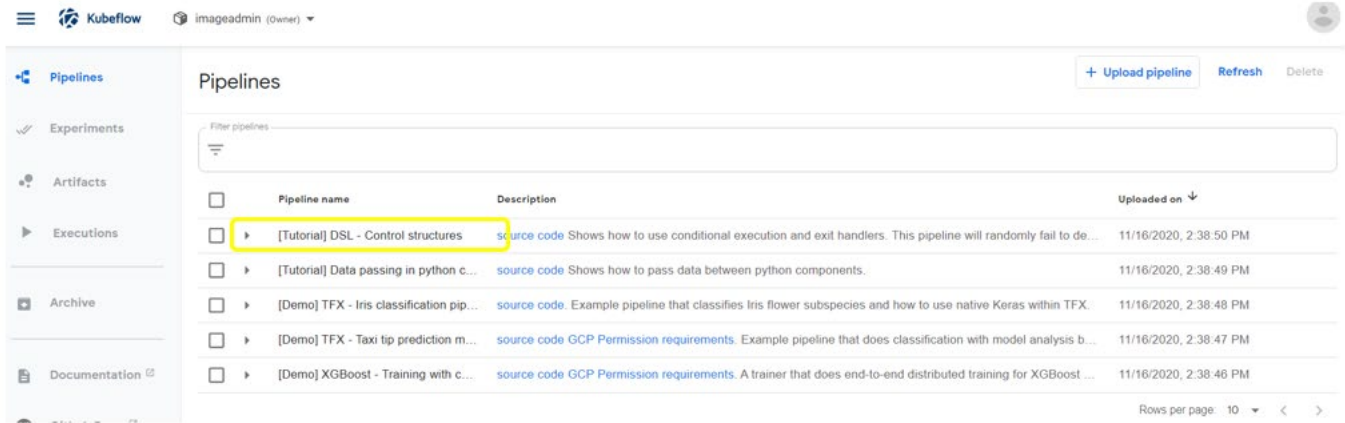 Kubeflow
imageadmin (Owner)
Pipelines
Experiments
Artifacts
Executions
Archive
Documentation
Pipelines
+ Upload pipeline Refresh Delete
Filter pipelines
Pipeline name Description Uploaded on
[Tutorial] DSL - Control structures source code Shows how to use conditional execution and exit handlers. This pipeline will randomly fail to de... 11/16/2020, 2:38:50 PM
[Tutorial] Data passing in python c... source code Shows how to pass data between python components. 11/16/2020, 2:38:49 PM
[Demo] TFX - Iris classification pip... source code. Example pipeline that classifies Iris flower subspecies and how to use native Keras within TFX. 11/16/2020, 2:38:48 PM
[Demo] TFX - Taxi tip prediction m... source code GCP Permission requirements. Example pipeline that does classification with model analysis b... 11/16/2020, 2:38:47 PM
[Demo] XGBoost - Training with c... source code GCP Permission requirements. A trainer that does end-to-end distributed training for XGBoost ... 11/16/2020, 2:38:46 PM
Rows per page: 10